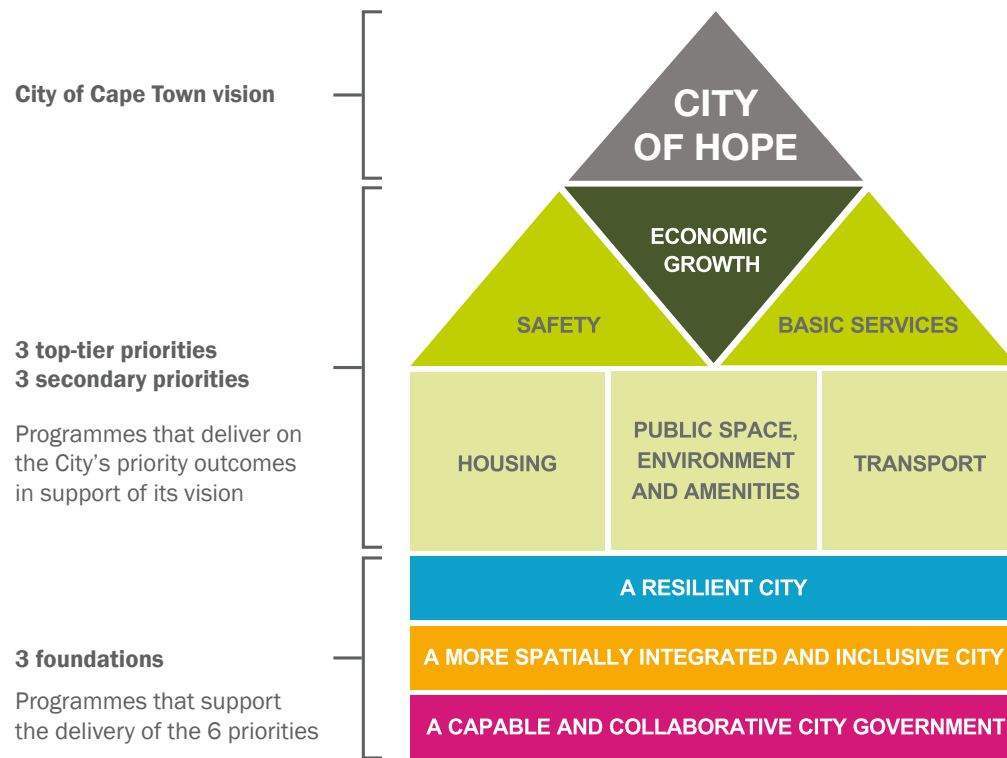 City of Cape Town vision
CITY
OF HOPE
3 top-tier priorities
3 secondary priorities
Programmes that deliver on
the City's priority outcomes
in support of its vision
ECONOMIC
GROWTH
SAFETY
BASIC SERVICES
HOUSING
PUBLIC SPACE,
ENVIRONMENT
AND AMENITIES
TRANSPORT
3 foundations
Programmes that support
the delivery of the 6 priorities
A RESILIENT CITY
A MORE SPATIALLY INTEGRATED AND INCLUSIVE CITY
A CAPABLE AND COLLABORATIVE CITY GOVERNMENT